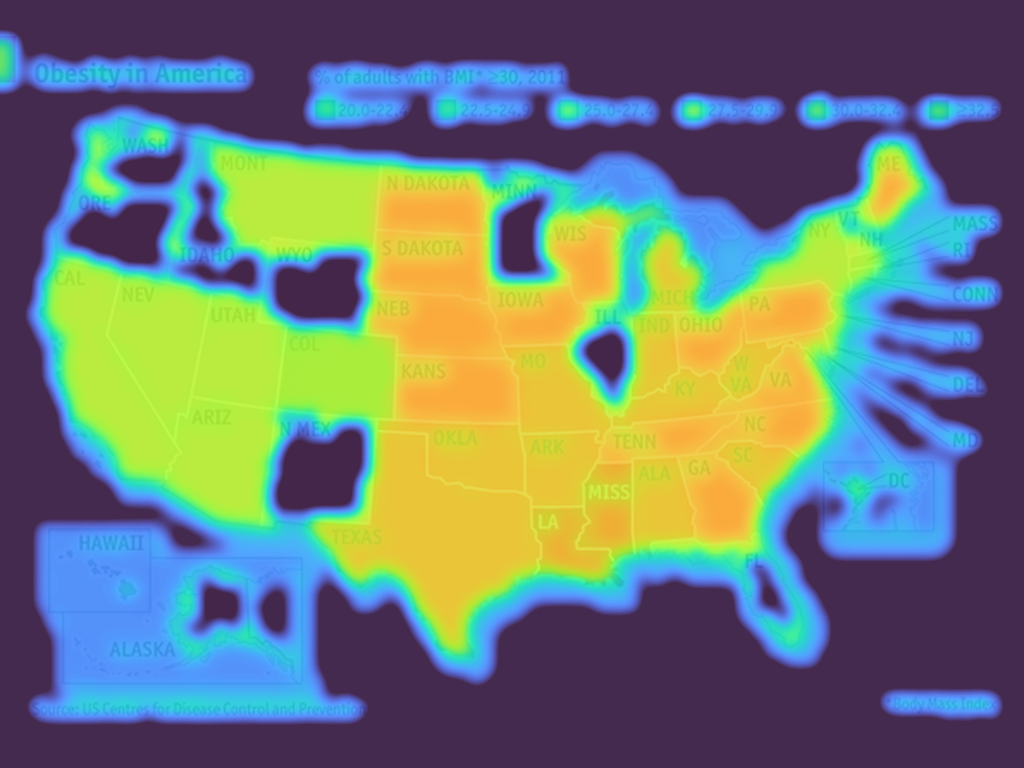 Obesity in America
% of adults with BMI* ≥30, 2011
20.0-22.4 22.5-24.9 25.0-27.4 27.5-29.9 30.0-32.4 ≥32.5
WASH
MONT
N DAKOTA
MINN
ME
ORE
IDAHO
WYO
S DAKOTA
WIS
NY
VT
NH
MASS
RI
CAL
NEV
UTAH
NEB
IOWA
MICH
PA
CONN
COL
ILL
IND
OHIO
NJ
KANS
MO
KY
W
VA
VA
DEL
ARIZ
N MEX
OKLA
ARK
TENN
NC
MD
SC
MISS
ALA
GA
DC
LA
TEXAS
FL
HAWAII
ALASKA
Source: US Centres for Disease Control and Prevention
*Body Mass Index